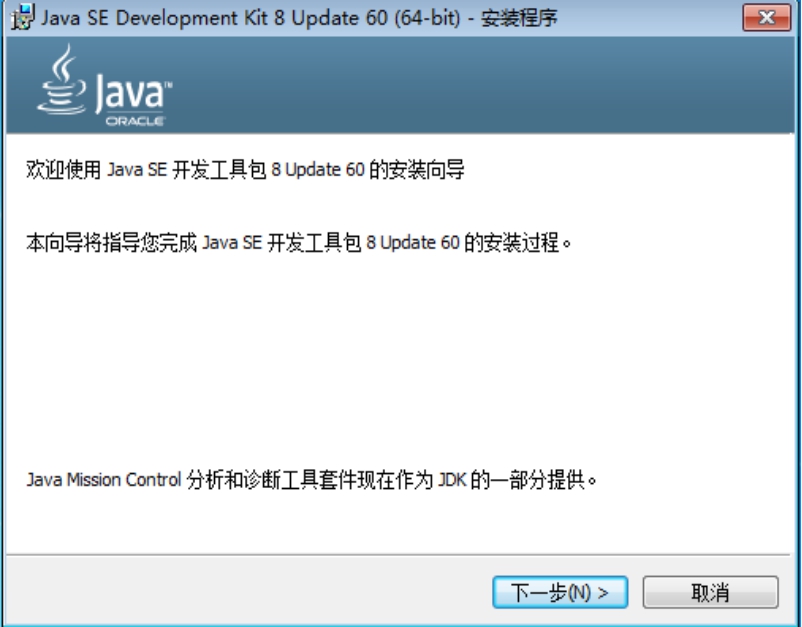 Java SE Development Kit 8 Update 60 (64-bit) - 安装程序
Java™
ORACLE
欢迎使用 Java SE 开发工具包 8 Update 60 的安装向导
本向导将指导您完成 Java SE 开发工具包 8 Update 60 的安装过程。
Java Mission Control 分析和诊断工具套件现在作为 JDK 的一部分提供。
下一步(N) > 取消